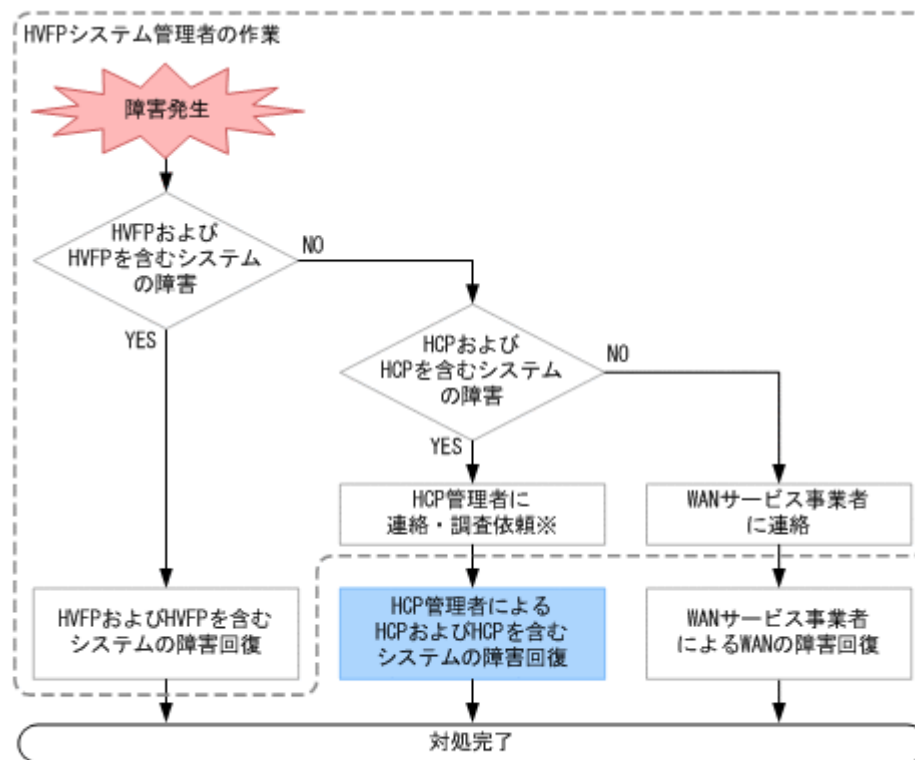 HVFPシステム管理者の作業
障害発生
HVFPおよび
HVFPを含むシステム
の障害
NO
YES
HCPおよび
HCPを含むシステム
の障害
NO
YES
HCP管理者に
連絡・調査依頼※
WANサービス事業者
に連絡
HVFPおよびHVFPを含む
システムの障害回復
HCP管理者による
HCPおよびHCPを含む
システムの障害回復
WANサービス事業者
によるWANの障害回復
対処完了